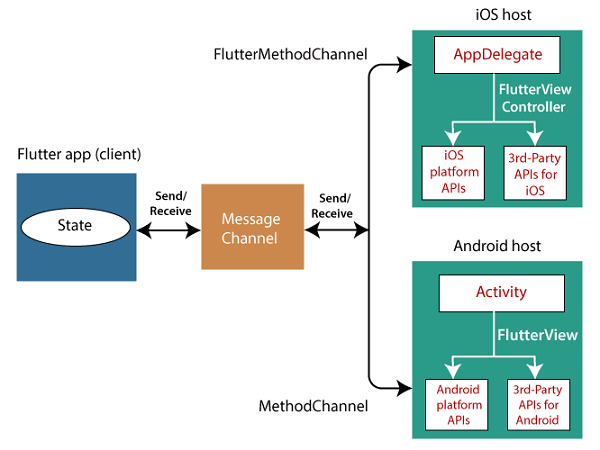 iOS host
FlutterMethodChannel
AppDelegate
FlutterView
Controller
iOS
platform
APIs
3rd-Party
APIs for
iOS
Flutter app (client)
State
Send/
Receive
Message
Channel
Send/
Receive
Android host
Activity
FlutterView
Android
platform
APIs
3rd-Party
APIs for
Android
MethodChannel